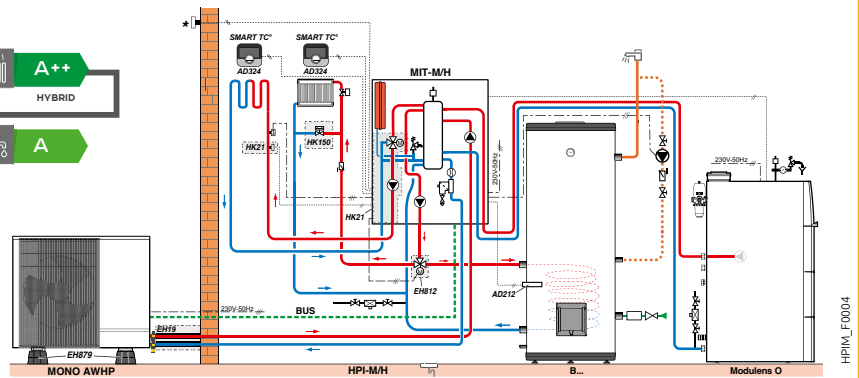 A++
HYBRID
A
*
SMART TC°
AD324
SMART TC°
AD324
MIT-M/H
HK150
HK21
HK21
230V-50Hz
230V-50Hz
EH812
AD212
230V-50Hz
BUS
EH19
EH879
MONO AWHP
HPI-M/H
B...
Modulens O
HPIM_F0004